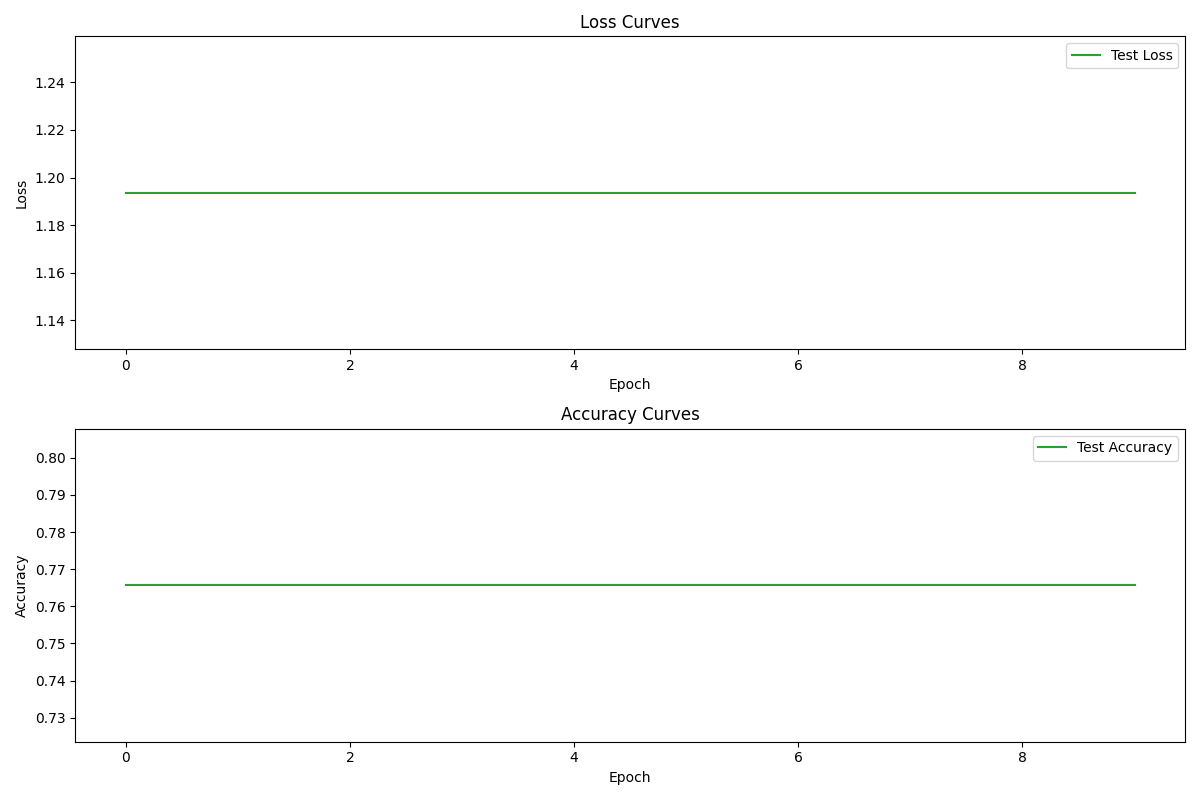 Loss Curves
Test Loss
1.24
1.22
1.20
1.18
1.16
1.14
Loss
0 2 4 6 8
Epoch
Accuracy Curves
Test Accuracy
0.80
0.79
0.78
0.77
0.76
0.75
0.74
0.73
Accuracy
0 2 4 6 8
Epoch